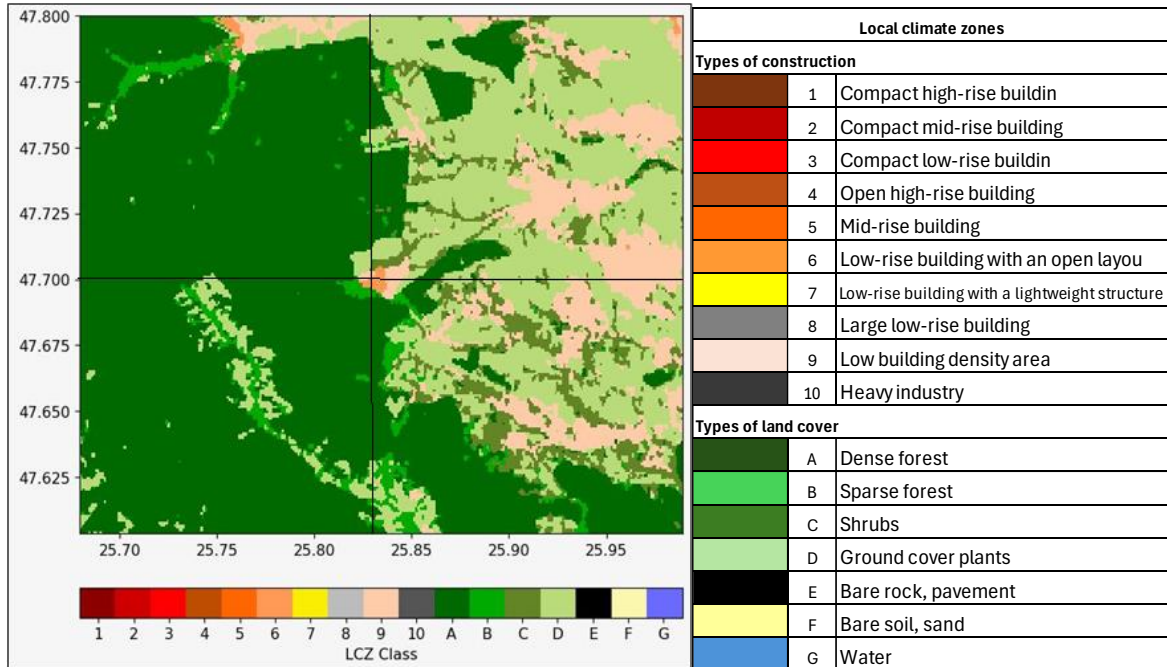 47.800
47.775
47.750
47.725
47.700
47.675
47.650
47.625
25.70 25.75 25.80 25.85 25.90 25.95
1 2 3 4 5 6 7 8 9 10 A B C D E F G
LCZ Class
Local climate zones
Types of construction
1 Compact high-rise buildin
2 Compact mid-rise building
3 Compact low-rise buildin
4 Open high-rise building
5 Mid-rise building
6 Low-rise building with an open layou
7 Low-rise building with a lightweight structure
8 Large low-rise building
9 Low building density area
10 Heavy industry
Types of land cover
A Dense forest
B Sparse forest
C Shrubs
D Ground cover plants
E Bare rock, pavement
F Bare soil, sand
G Water